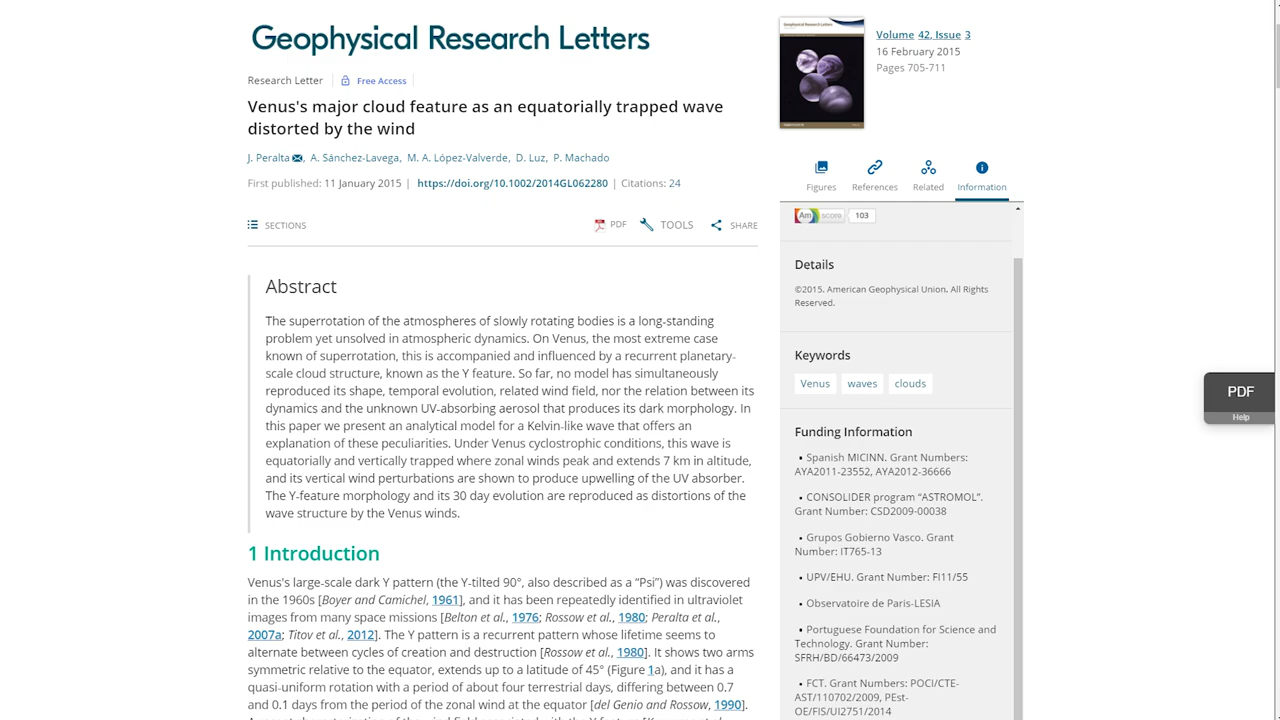 Geophysical Research Letters
Research Letter Free Access
Venus's major cloud feature as an equatorially trapped wave
distorted by the wind
J. Peralta, A. Sánchez-Lavega, M. A. López-Valverde, D. Luz, P. Machado
First published: 11 January 2015 | https://doi.org/10.1002/2014GL062280 | Citations: 24
SECTIONS PDF TOOLS SHARE
Abstract
The superrotation of the atmospheres of slowly rotating bodies is a long-standing
problem yet unsolved in atmospheric dynamics. On Venus, the most extreme case
known of superrotation, this is accompanied and influenced by a recurrent planetary-
scale cloud structure, known as the Y feature. So far, no model has simultaneously
reproduced its shape, temporal evolution, related wind field, nor the relation between its
dynamics and the unknown UV-absorbing aerosol that produces its dark morphology. In
this paper we present an analytical model for a Kelvin-like wave that offers an
explanation of these peculiarities. Under Venus cyclostrophic conditions, this wave is
equatorially and vertically trapped where zonal winds peak and extends 7 km in altitude,
and its vertical wind perturbations are shown to produce upwelling of the UV absorber.
The Y-feature morphology and its 30 day evolution are reproduced as distortions of the
wave structure by the Venus winds.
1 Introduction
Venus's large-scale dark Y pattern (the Y-tilted 90°, also described as a “Psi”) was discovered
in the 1960s [Boyer and Camichel, 1961], and it has been repeatedly identified in ultraviolet
images from many space missions [Belton et al., 1976; Rossow et al., 1980; Peralta et al.,
2007a; Titov et al., 2012]. The Y pattern is a recurrent pattern whose lifetime seems to
alternate between cycles of creation and destruction [Rossow et al., 1980]. It shows two arms
symmetric relative to the equator, extends up to a latitude of 45° (Figure 1a), and it has a
quasi-uniform rotation with a period of about four terrestrial days, differing between 0.7
and 0.1 days from the period of the zonal wind at the equator [del Genio and Rossow, 1990].
Volume 42, Issue 3
16 February 2015
Pages 705-711
Figures References Related Information
Am score 103
Details
©2015. American Geophysical Union. All Rights
Reserved.
Keywords
Venus waves clouds
Funding Information
• Spanish MICINN. Grant Numbers:
AYA2011-23552, AYA2012-36666
• CONSOLIDER program “ASTROMOL”.
Grant Number: CSD2009-00038
• Grupos Gobierno Vasco. Grant
Number: IT765-13
• UPV/EHU. Grant Number: FI11/55
• Observatoire de Paris-LESIA
• Portuguese Foundation for Science and
Technology. Grant Number:
SFRH/BD/66473/2009
• FCT. Grant Numbers: POCI/CTE-
AST/110702/2009, PEst-
OE/FIS/UI2751/2014
PDF
Help